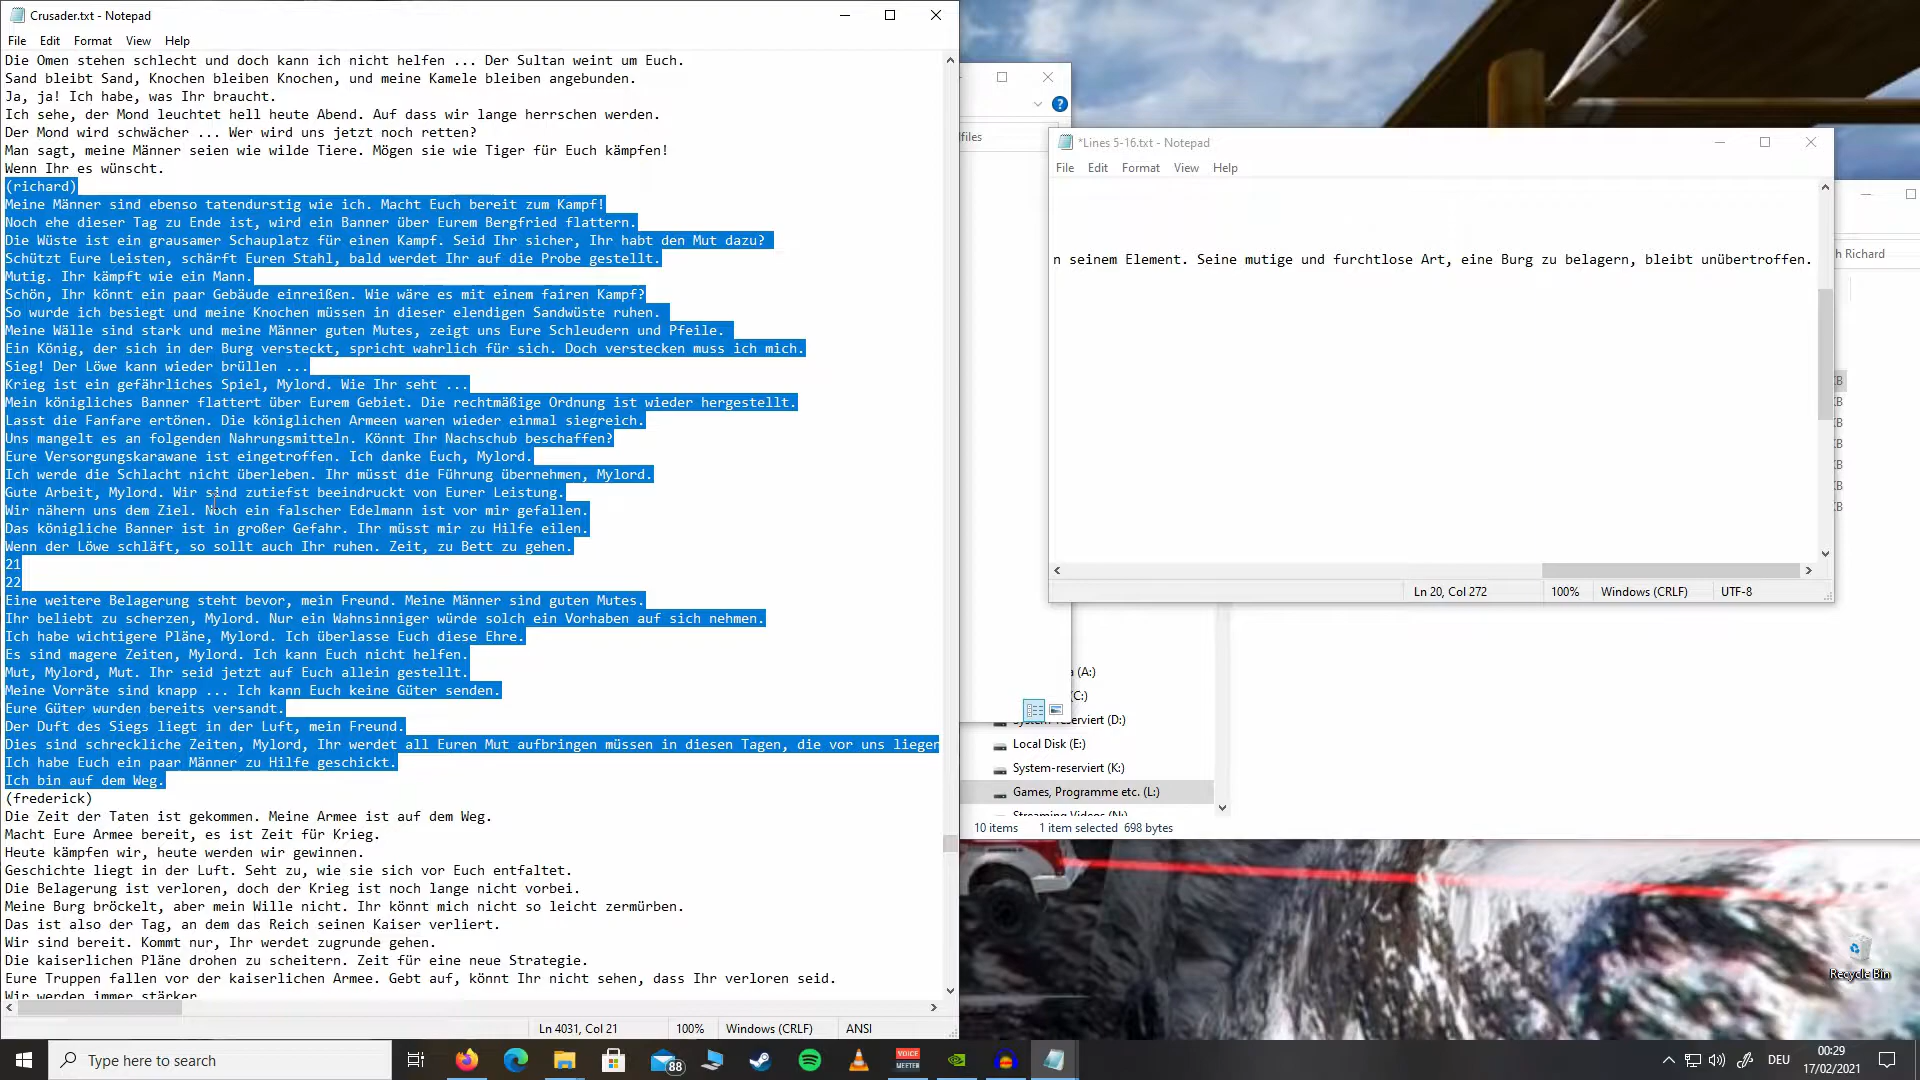 Crusader.txt - Notepad
File Edit Format View Help
Die Omen stehen schlecht und doch kann ich nicht helfen ... Der Sultan weint um Euch.
Sand bleibt Sand, Knochen bleiben Knochen, und meine Kamele bleiben angebunden.
Ja, ja! Ich habe, was Ihr braucht.
Ich sehe, der Mond leuchtet hell heute Abend. Auf dass wir lange herrschen werden.
Der Mond wird schwächer ... Wer wird uns jetzt noch retten?
Man sagt, meine Männer seien wie wilde Tiere. Mögen sie wie Tiger für Euch kämpfen!
Wenn Ihr es wünscht.
(richard)
Meine Männer sind ebenso tatendurstig wie ich. Macht Euch bereit zum Kampf!
Noch ehe dieser Tag zu Ende ist, wird ein Banner über Eurem Bergfried flattern.
Die Wüste ist ein grausamer Schauplatz für einen Kampf. Seid Ihr sicher, Ihr habt den Mut dazu?
Schützt Eure Leisten, schärft Euren Stahl, bald werdet Ihr auf die Probe gestellt.
Mutig. Ihr kämpft wie ein Mann.
Schön, Ihr könnt ein paar Gebäude einreißen. Wie wäre es mit einem fairen Kampf?
So wurde ich besiegt und meine Knochen müssen in dieser elendigen Sandwüste ruhen.
Meine Wälle sind stark und meine Männer guten Mutes, zeigt uns Eure Schleudern und Pfeile.
Ein König, der sich in der Burg versteckt, spricht wahrlich für sich. Doch verstecken muss ich mich.
Sieg! Der Löwe kann wieder brüllen ...
Krieg ist ein gefährliches Spiel, Mylord. Wie Ihr seht ...
Mein königliches Banner flattert über Eurem Gebiet. Die rechtmäßige Ordnung ist wieder hergestellt.
Lasst die Fanfare ertönen. Die königlichen Armeen waren wieder einmal siegreich.
Uns mangelt es an folgenden Nahrungsmitteln. Könnt Ihr Nachschub beschaffen?
Eure Versorgungskarawane ist eingetroffen. Ich danke Euch, Mylord.
Ich werde die Schlacht nicht überleben. Ihr müsst die Führung übernehmen, Mylord.
Gute Arbeit, Mylord. Wir sind zutiefst beeindruckt von Eurer Leistung.
Wir nähern uns dem Ziel. Noch ein falscher Edelmann ist vor mir gefallen.
Das königliche Banner ist in großer Gefahr. Ihr müsst mir zu Hilfe eilen.
Wenn der Löwe schläft, so sollt auch Ihr ruhen. Zeit, zu Bett zu gehen.
21
22
Eine weitere Belagerung steht bevor, mein Freund. Meine Männer sind guten Mutes.
Ihr beliebt zu scherzen, Mylord. Nur ein Wahnsinniger würde solch ein Vorhaben auf sich nehmen.
Ich habe wichtigere Pläne, Mylord. Ich überlasse Euch diese Ehre.
Es sind magere Zeiten, Mylord. Ich kann Euch nicht helfen.
Mut, Mylord, Mut. Ihr seid jetzt auf Euch allein gestellt.
Meine Vorräte sind knapp ... Ich kann Euch keine Güter senden.
Eure Güter wurden bereits versandt.
Der Duft des Siegs liegt in der Luft, mein Freund.
Dies sind schreckliche Zeiten, Mylord, Ihr werdet all Euren Mut aufbringen müssen in diesen Tagen, die vor uns liegen
Ich habe Euch ein paar Männer zu Hilfe geschickt.
Ich bin auf dem Weg.
(frederick)
Die Zeit der Taten ist gekommen. Meine Armee ist auf dem Weg.
Macht Eure Armee bereit, es ist Zeit für Krieg.
Heute kämpfen wir, heute werden wir gewinnen.
Geschichte liegt in der Luft. Seht zu, wie sie sich vor Euch entfaltet.
Die Belagerung ist verloren, doch der Krieg ist noch lange nicht vorbei.
Meine Burg bröckelt, aber mein Wille nicht. Ihr könnt mich nicht so leicht zermürben.
Das ist also der Tag, an dem das Reich seinen Kaiser verliert.
Wir sind bereit. Kommt nur, Ihr werdet zugrunde gehen.
Die kaiserlichen Pläne drohen zu scheitern. Zeit für eine neue Strategie.
Eure Truppen fallen vor der kaiserlichen Armee. Gebt auf, könnt Ihr nicht sehen, dass Ihr verloren seid.
Wir werden immer stärker
Ln 4031, Col 21 100% Windows (CRLF) ANSI
files
*Lines 5-16.txt - Notepad
File Edit Format View Help
n seinem Element. Seine mutige und furchtlose Art, eine Burg zu belagern, bleibt unübertroffen.
Ln 20, Col 272 100% Windows (CRLF) UTF-8
h Richard
KB
KB
KB
KB
KB
KB
KB
a (A:)
(C:)
System-reserviert (D:)
Local Disk (E:)
System-reserviert (K:)
Games, Programme etc. (L:)
Streaming Videos (N:)
10 items 1 item selected 698 bytes
Recycle Bin
Type here to search
88
VOICE MEETER
DEU
00:29
17/02/2021